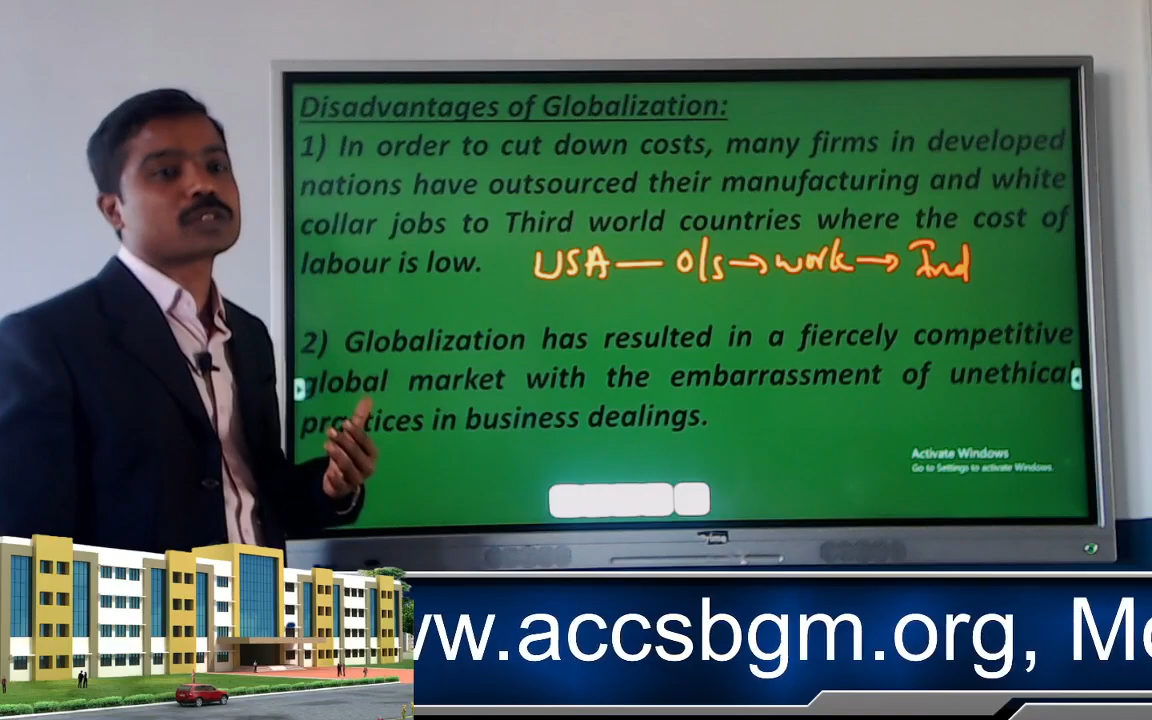 Disadvantages of Globalization:
1) In order to cut down costs, many firms in developed
nations have outsourced their manufacturing and white
collar jobs to Third world countries where the cost of
labour is low.
USA — O/s → work → Ind
2) Globalization has resulted in a fiercely competitive
global market with the embarrassment of unethical
practices in business dealings.
Activate Windows
Go to Settings to activate Windows.
Prime
ww.accsbgm.org, Mo